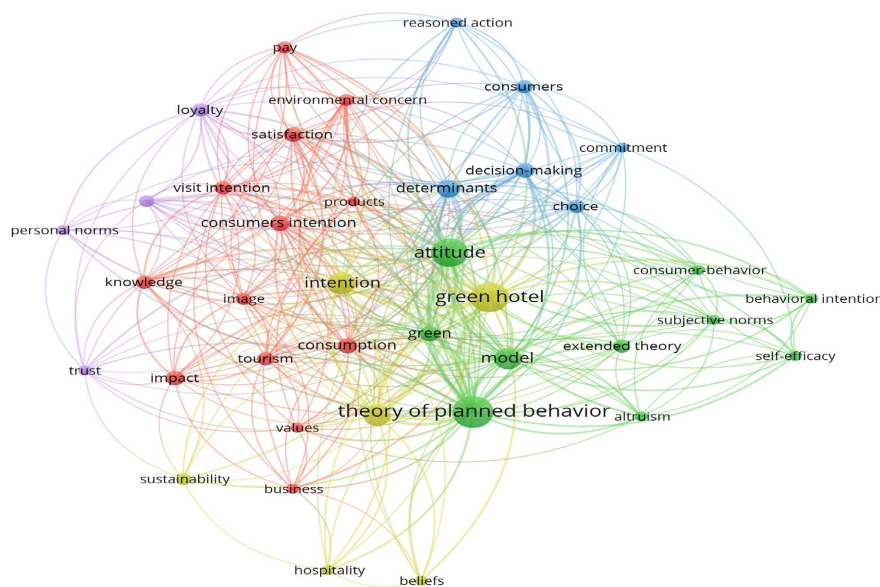 reasoned action
pay
consumers
environmental concern
loyalty
satisfaction
commitment
decision-making
visit intention
determinants
products
choice
consumers intention
personal norms
attitude
consumer-behavior
knowledge
intention
green hotel
image
behavioral intention
subjective norms
green
consumption
extended theory
model
self-efficacy
tourism
trust
impact
theory of planned behavior
altruism
values
sustainability
business
hospitality
beliefs